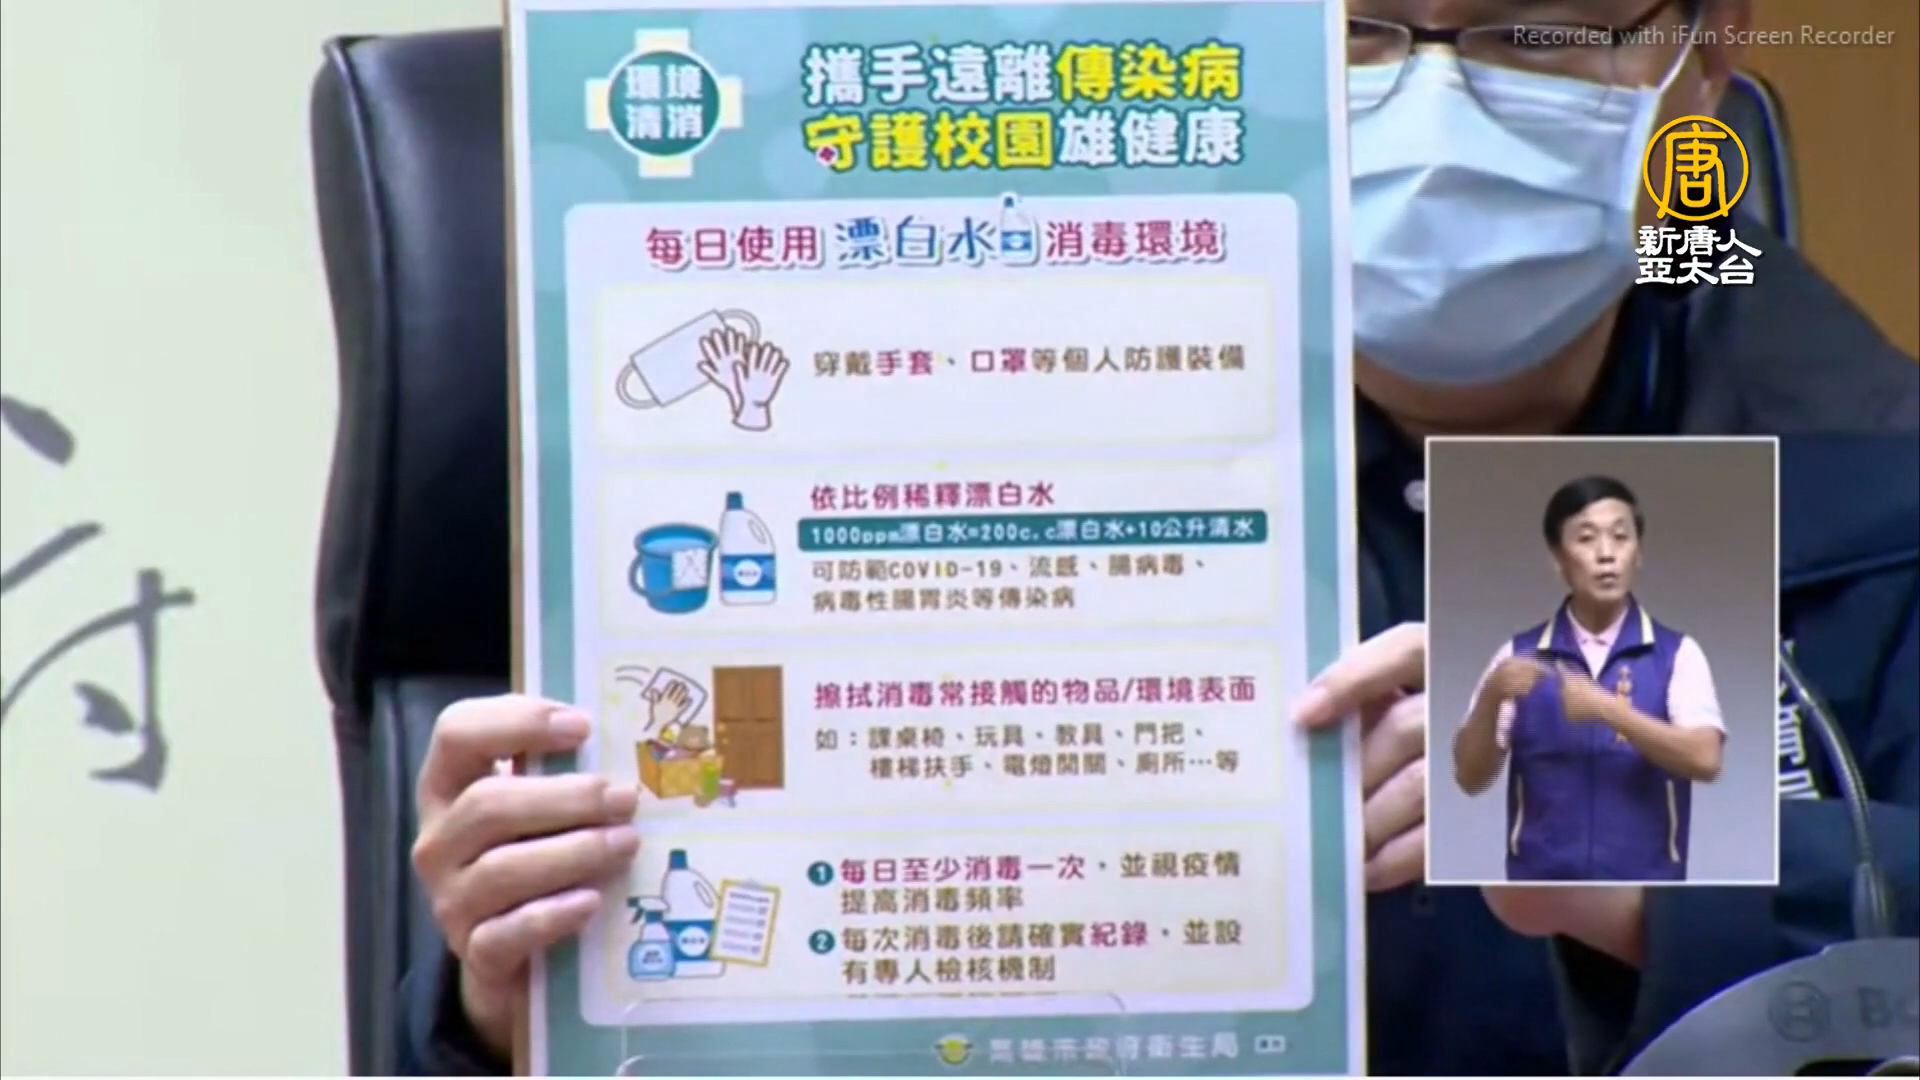 Recorded with iFun Screen Recorder
環境
清消
攜手遠離傳染病
守護校園雄健康
唐
新唐人
亞太台
每日使用漂白水消毒環境
穿戴手套、口罩等個人防護裝備
依比例稀釋漂白水
1000ppm漂白水=200c.c漂白水+10公升清水
可防範COVID-19、流感、腸病毒、
病毒性腸胃炎等傳染病
擦拭消毒常接觸的物品/環境表面
如：課桌椅、玩具、教具、門把、
樓梯扶手、電燈開關、廁所…等
1 每日至少消毒一次，並視疫情
提高消毒頻率
2 每次消毒後請確實紀錄，並設
有專人檢核機制
高雄市政府衛生局